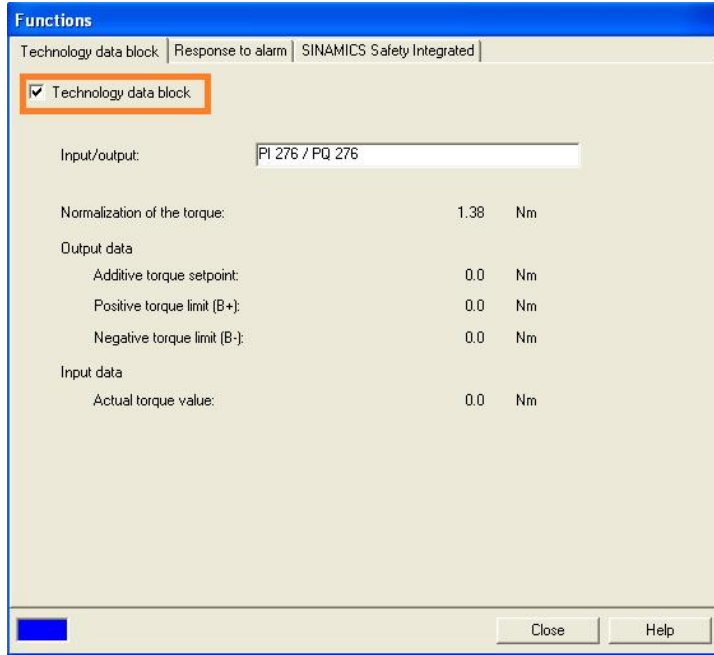 Functions
Technology data block Response to alarm SINAMICS Safety Integrated
Technology data block
Input/output: PI 276 / PQ 276
Normalization of the torque: 1.38 Nm
Output data
Additive torque setpoint: 0.0 Nm
Positive torque limit (B+): 0.0 Nm
Negative torque limit (B-): 0.0 Nm
Input data
Actual torque value: 0.0 Nm
Close Help